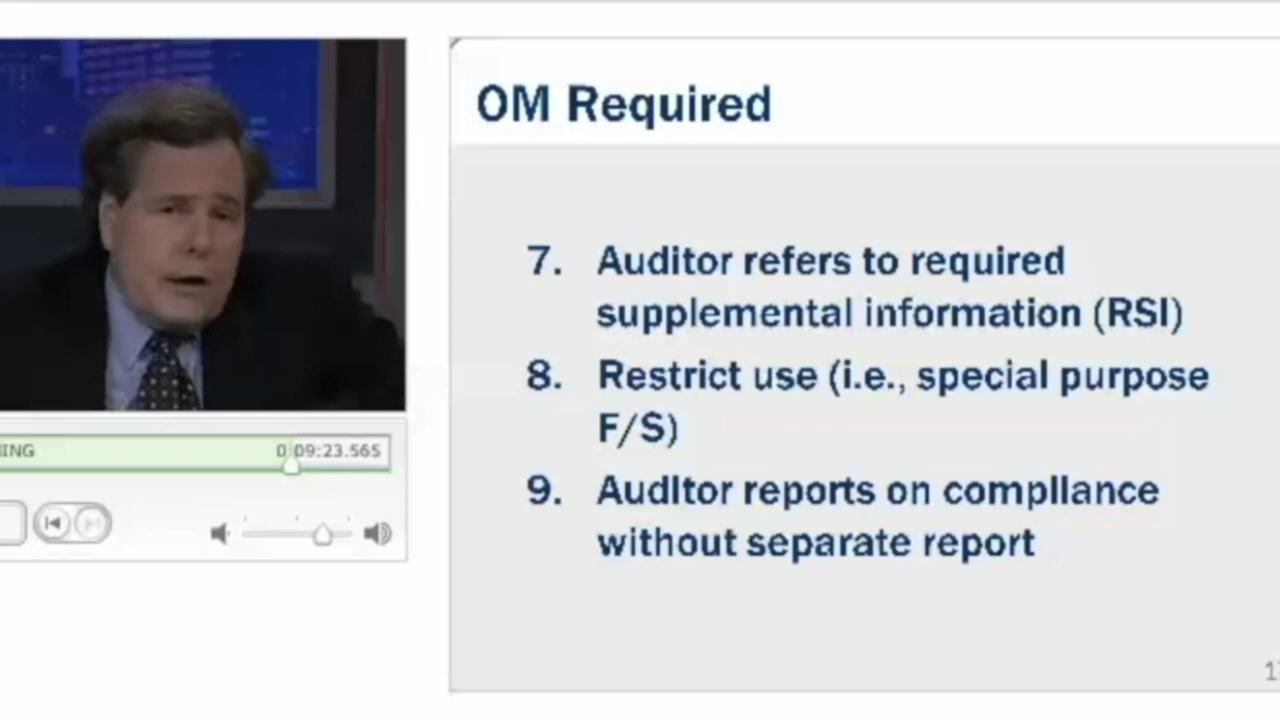 OM Required
7. Auditor refers to required
supplemental information (RSI)
8. Restrict use (i.e., special purpose
F/S)
9. Auditor reports on compliance
without separate report
ING
0:09:23.565